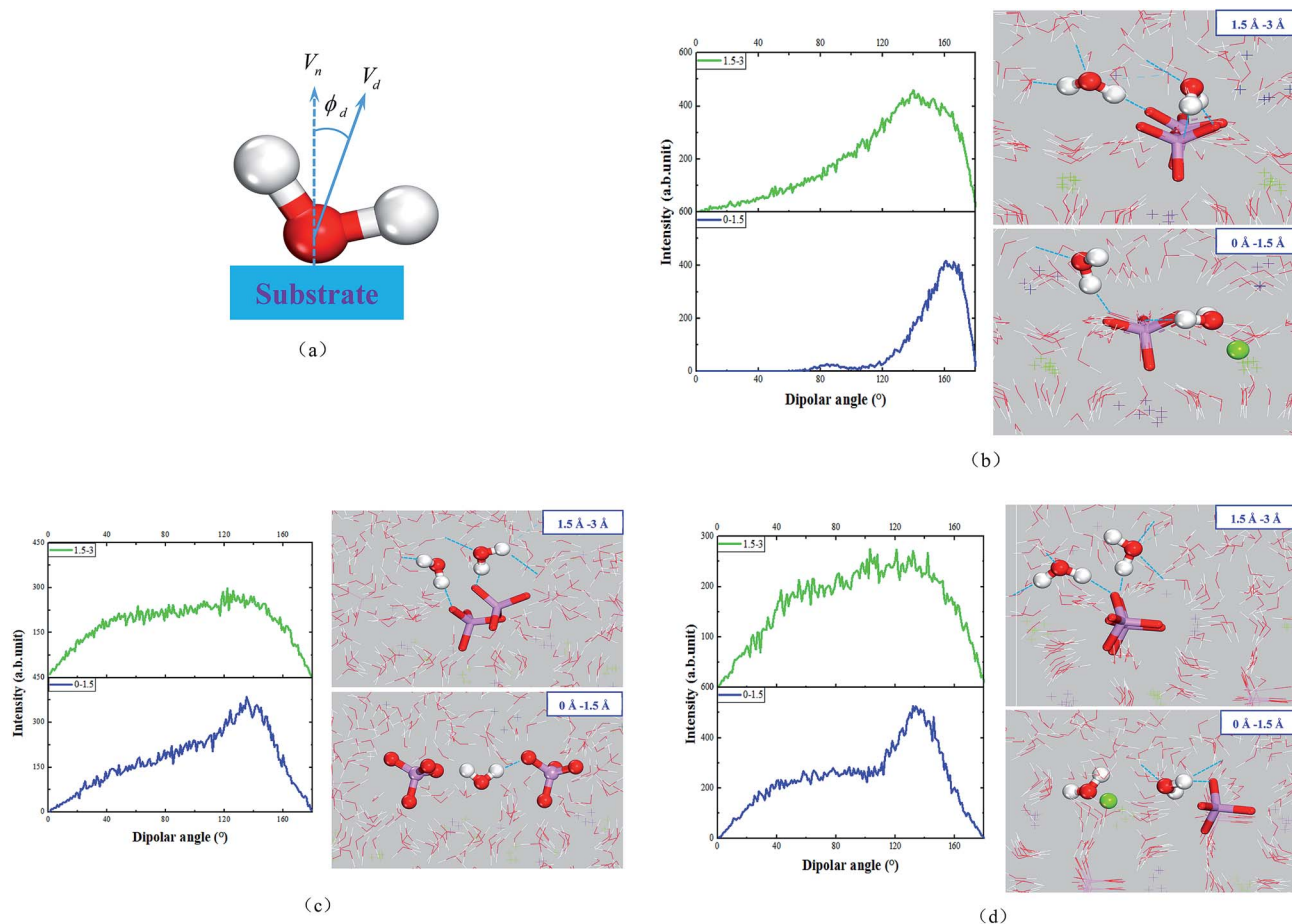 V_n
V_d
ϕ_d
Substrate
（a）
0 40 80 120 160
1.5-3
600
400
200
600
0-1.5
400
200
0
0 40 80 120 160
Intensity (a.b.unit)
Dipolar angle (°)
1.5 Å -3 Å
0 Å -1.5 Å
（b）
0 40 80 120 160
1.5-3
450
300
150
450
0-1.5
300
150
0
0 40 80 120 160
Intensity (a.b.unit)
Dipolar angle (°)
1.5 Å -3 Å
0 Å -1.5 Å
（c）
0 40 80 120 160
1.5-3
300
200
100
600
0-1.5
400
200
0
0 40 80 120 160
Intensity (a.b.unit)
Dipolar angle (°)
1.5 Å -3 Å
0 Å -1.5 Å
（d）